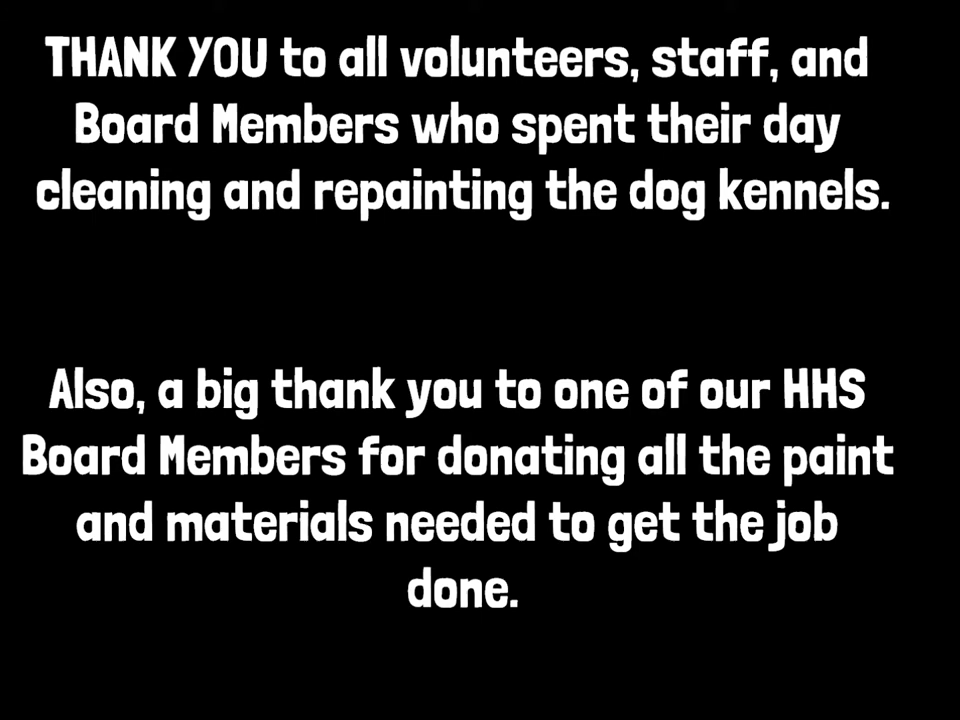 THANK YOU to all volunteers, staff, and
Board Members who spent their day
cleaning and repainting the dog kennels.
Also, a big thank you to one of our HHS
Board Members for donating all the paint
and materials needed to get the job
done.